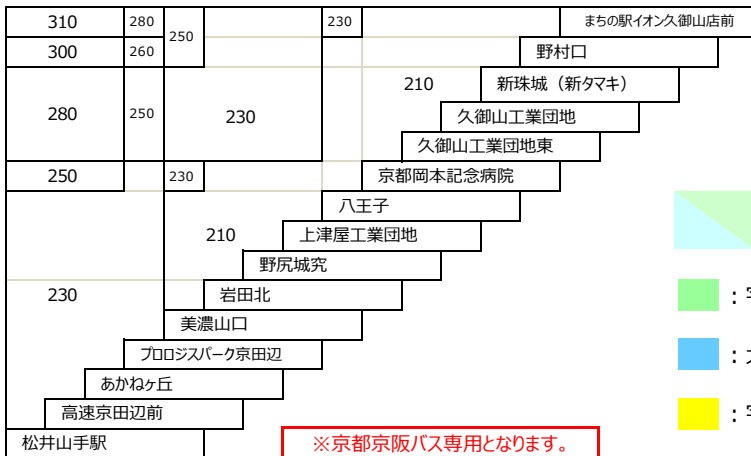 310 280 250 230 まちの駅イオン久御山店前
300 260 野村口
280 250 230 210 新珠城（新タマキ）
久御山工業団地
久御山工業団地東
250 230 京都岡本記念病院
八王子
210 上津屋工業団地
野尻城究
230 岩田北
：宇
美濃山口
プロロジスパーク京田辺
あかねヶ丘
高速京田辺前
松井山手駅
※京都京阪バス専用となります。